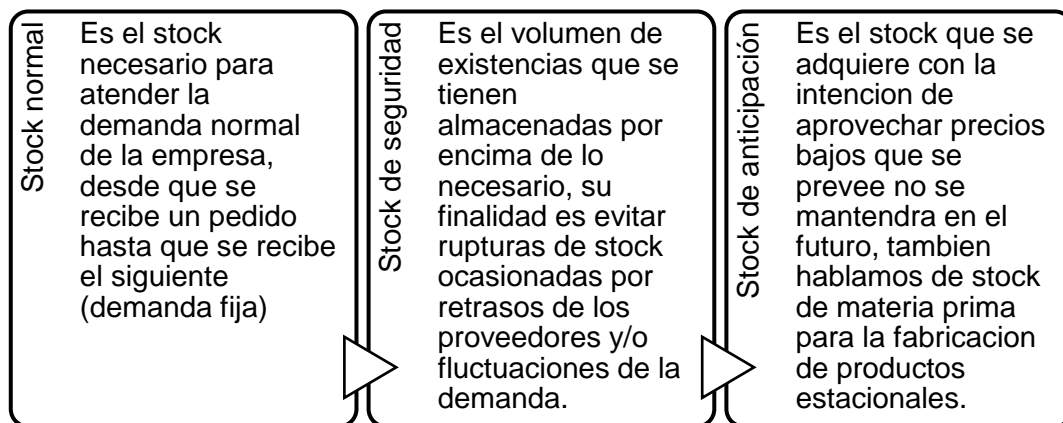 Stock normal
Es el stock
necesario para
atender la
demanda normal
de la empresa,
desde que se
recibe un pedido
hasta que se recibe
el siguiente
(demanda fija)
Stock de seguridad
Es el volumen de
existencias que se
tienen
almacenadas por
encima de lo
necesario, su
finalidad es evitar
rupturas de stock
ocasionadas por
retrasos de los
proveedores y/o
fluctuaciones de la
demanda.
Stock de anticipación
Es el stock que se
adquiere con la
intencion de
aprovechar precios
bajos que se
prevee no se
mantendra en el
futuro, tambien
hablamos de stock
de materia prima
para la fabricacion
de productos
estacionales.